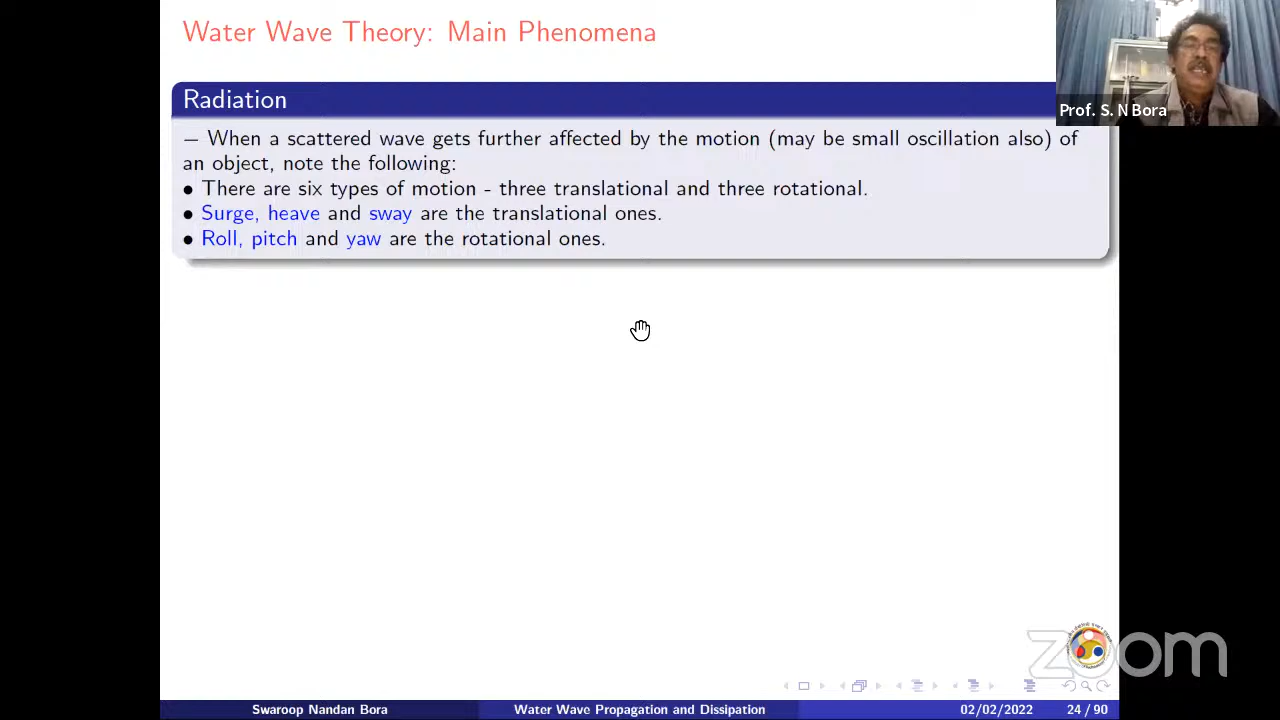 Water Wave Theory: Main Phenomena
Radiation
Prof. S. N Bora
– When a scattered wave gets further affected by the motion (may be small oscillation also) of
an object, note the following:
• There are six types of motion - three translational and three rotational.
• Surge, heave and sway are the translational ones.
• Roll, pitch and yaw are the rotational ones.
zoom
Swaroop Nandan Bora Water Wave Propagation and Dissipation 02/02/2022 24 / 90